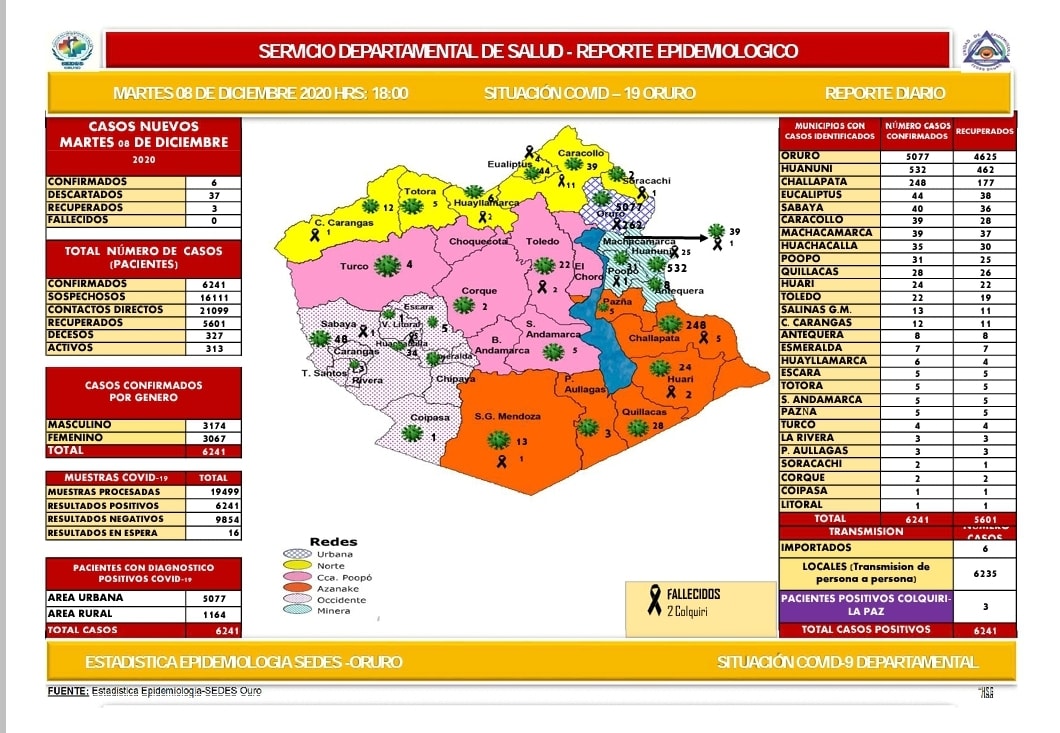 SERVICIO DEPARTAMENTAL DE SALUD - REPORTE EPIDEMIOLOGICO
MARTES 08 DE DICIEMBRE 2020 HRS: 18:00 SITUACIÓN COVID – 19 ORURO REPORTE DIARIO
CASOS NUEVOS
MARTES 08 DE DICIEMBRE
2020
CONFIRMADOS 6
DESCARTADOS 37
RECUPERADOS 3
FALLECIDOS 0
TOTAL NÚMERO DE CASOS
(PACIENTES)
CONFIRMADOS 6241
SOSPECHOSOS 16111
CONTACTOS DIRECTOS 21099
RECUPERADOS 5601
DECESOS 327
ACTIVOS 313
CASOS CONFIRMADOS
POR GENERO
MASCULINO 3174
FEMENINO 3067
TOTAL 6241
MUESTRAS COVID-19 TOTAL
MUESTRAS PROCESADAS 19499
RESULTADOS POSITIVOS 6241
RESULTADOS NEGATIVOS 9854
RESULTADOS EN ESPERA 16
PACIENTES CON DIAGNOSTICO
POSITIVOS COVID-19
AREA URBANA 5077
AREA RURAL 1164
TOTAL CASOS 6241
Caracollo
39
Eualiptus 4
44
11
Soracachi
2
1
Totora
5
Huayllamarca
6
2
12
C. Carangas
1
5077
Oruro
262
Machacamarca
39
1
Huanuni 25
532
Poopó
1
8
Antequera
Choquecota
Toledo
22
2
El
Choro
Turco 4
Corque
2
Pazña
5
Escara
Sabaya 1
48
V. Litoral
5
34
Esmeralda
Carangas
3
T. Santos
Rivera
Chipaya
S.
Andamarca
5
B.
Andamarca
248
Challapata 5
24
Huari
2
P.
Aullagas
3
Quillacas
28
Coipasa
1
S.G. Mendoza
13
1
Redes
Urbana
Norte
Cca. Poopó
Azanake
Occidente
Minera
FALLECIDOS
2 Colquiri
MUNICIPIOS CON CASOS IDENTIFICADOS NÚMERO CASOS CONFIRMADOS RECUPERADOS
ORURO 5077 4625
HUANUNI 532 462
CHALLAPATA 248 177
EUCALIPTUS 44 38
SABAYA 40 36
CARACOLLO 39 28
MACHACAMARCA 39 37
HUACHACALLA 35 30
POOPO 31 25
QUILLACAS 28 26
HUARI 24 22
TOLEDO 22 19
SALINAS G.M. 13 11
C. CARANGAS 12 11
ANTEQUERA 8 8
ESMERALDA 7 7
HUAYLLAMARCA 6 4
ESCARA 5 5
TOTORA 5 5
S. ANDAMARCA 5 5
PAZNA 5 5
TURCO 4 4
LA RIVERA 3 3
P. AULLAGAS 3 3
SORACACHI 2 1
CORQUE 2 2
COIPASA 1 1
LITORAL 1 1
TOTAL 6241 5601
TRANSMISION NÚMERO CASOS
IMPORTADOS 6
LOCALES (Transmision de persona a persona) 6235
PACIENTES POSITIVOS COLQUIRI-LA PAZ 3
TOTAL CASOS POSITIVOS 6241
ESTADISTICA EPIDEMIOLOGIA SEDES -ORURO SITUACIÓN COVID-9 DEPARTAMENTAL
FUENTE: Estadistica Epidemiologia-SEDES Ouro